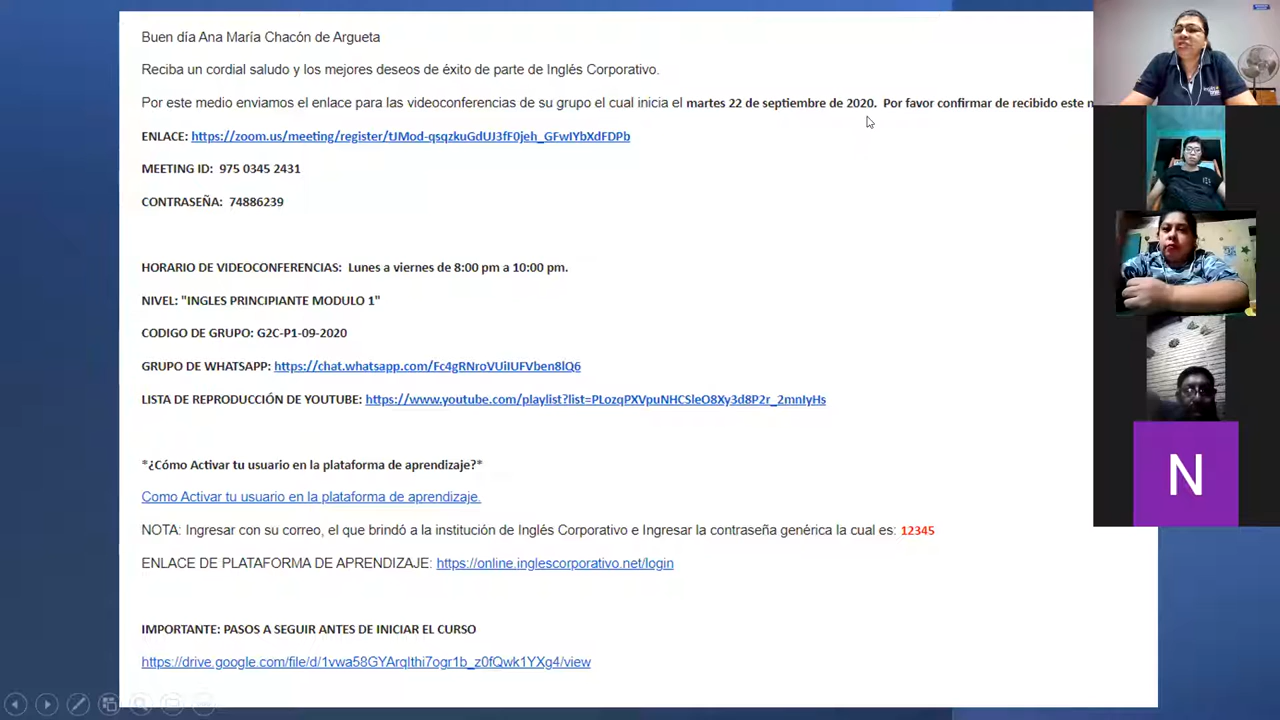 Buen día Ana María Chacón de Argueta
Reciba un cordial saludo y los mejores deseos de éxito de parte de Inglés Corporativo.
Por este medio enviamos el enlace para las videoconferencias de su grupo el cual inicia el martes 22 de septiembre de 2020. Por favor confirmar de recibido este
ENLACE: https://zoom.us/meeting/register/tJMod-qsqzkuGdUJ3fF0jeh_GFwIYbXdFDPb
MEETING ID: 975 0345 2431
CONTRASEÑA: 74886239
HORARIO DE VIDEOCONFERENCIAS: Lunes a viernes de 8:00 pm a 10:00 pm.
NIVEL: "INGLES PRINCIPIANTE MODULO 1"
CODIGO DE GRUPO: G2C-P1-09-2020
GRUPO DE WHATSAPP: https://chat.whatsapp.com/Fc4gRNroVUiIUFVben8lQ6
LISTA DE REPRODUCCIÓN DE YOUTUBE: https://www.youtube.com/playlist?list=PLozqPXVpuNHCSleO8Xy3d8P2r_2mnIyHs
*¿Cómo Activar tu usuario en la plataforma de aprendizaje?*
Como Activar tu usuario en la plataforma de aprendizaje.
NOTA: Ingresar con su correo, el que brindó a la institución de Inglés Corporativo e Ingresar la contraseña genérica la cual es: 12345
ENLACE DE PLATAFORMA DE APRENDIZAJE: https://online.inglescorporativo.net/login
IMPORTANTE: PASOS A SEGUIR ANTES DE INICIAR EL CURSO
https://drive.google.com/file/d/1vwa58GYArqIthi7ogr1b_z0fQwk1YXg4/view
N